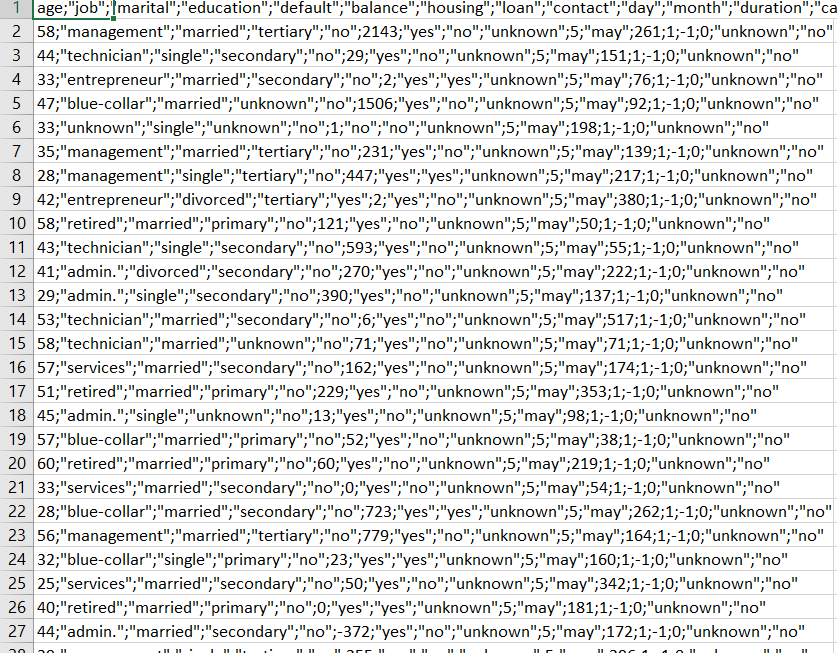 1 age;"job";"marital";"education";"default";"balance";"housing";"loan";"contact";"day";"month";"duration";"ca
2 58;"management";"married";"tertiary";"no";2143;"yes";"no";"unknown";5;"may";261;1;-1;0;"unknown";"no"
3 44;"technician";"single";"secondary";"no";29;"yes";"no";"unknown";5;"may";151;1;-1;0;"unknown";"no"
4 33;"entrepreneur";"married";"secondary";"no";2;"yes";"yes";"unknown";5;"may";76;1;-1;0;"unknown";"no"
5 47;"blue-collar";"married";"unknown";"no";1506;"yes";"no";"unknown";5;"may";92;1;-1;0;"unknown";"no"
6 33;"unknown";"single";"unknown";"no";1;"no";"no";"unknown";5;"may";198;1;-1;0;"unknown";"no"
7 35;"management";"married";"tertiary";"no";231;"yes";"no";"unknown";5;"may";139;1;-1;0;"unknown";"no"
8 28;"management";"single";"tertiary";"no";447;"yes";"yes";"unknown";5;"may";217;1;-1;0;"unknown";"no"
9 42;"entrepreneur";"divorced";"tertiary";"yes";2;"yes";"no";"unknown";5;"may";380;1;-1;0;"unknown";"no"
10 58;"retired";"married";"primary";"no";121;"yes";"no";"unknown";5;"may";50;1;-1;0;"unknown";"no"
11 43;"technician";"single";"secondary";"no";593;"yes";"no";"unknown";5;"may";55;1;-1;0;"unknown";"no"
12 41;"admin.";"divorced";"secondary";"no";270;"yes";"no";"unknown";5;"may";222;1;-1;0;"unknown";"no"
13 29;"admin.";"single";"secondary";"no";390;"yes";"no";"unknown";5;"may";137;1;-1;0;"unknown";"no"
14 53;"technician";"married";"secondary";"no";6;"yes";"no";"unknown";5;"may";517;1;-1;0;"unknown";"no"
15 58;"technician";"married";"unknown";"no";71;"yes";"no";"unknown";5;"may";71;1;-1;0;"unknown";"no"
16 57;"services";"married";"secondary";"no";162;"yes";"no";"unknown";5;"may";174;1;-1;0;"unknown";"no"
17 51;"retired";"married";"primary";"no";229;"yes";"no";"unknown";5;"may";353;1;-1;0;"unknown";"no"
18 45;"admin.";"single";"unknown";"no";13;"yes";"no";"unknown";5;"may";98;1;-1;0;"unknown";"no"
19 57;"blue-collar";"married";"primary";"no";52;"yes";"no";"unknown";5;"may";38;1;-1;0;"unknown";"no"
20 60;"retired";"married";"primary";"no";60;"yes";"no";"unknown";5;"may";219;1;-1;0;"unknown";"no"
21 33;"services";"married";"secondary";"no";0;"yes";"no";"unknown";5;"may";54;1;-1;0;"unknown";"no"
22 28;"blue-collar";"married";"secondary";"no";723;"yes";"yes";"unknown";5;"may";262;1;-1;0;"unknown";"no"
23 56;"management";"married";"tertiary";"no";779;"yes";"no";"unknown";5;"may";164;1;-1;0;"unknown";"no"
24 32;"blue-collar";"single";"primary";"no";23;"yes";"yes";"unknown";5;"may";160;1;-1;0;"unknown";"no"
25 25;"services";"married";"secondary";"no";50;"yes";"no";"unknown";5;"may";342;1;-1;0;"unknown";"no"
26 40;"retired";"married";"primary";"no";0;"yes";"yes";"unknown";5;"may";181;1;-1;0;"unknown";"no"
27 44;"admin.";"married";"secondary";"no";-372;"yes";"no";"unknown";5;"may";172;1;-1;0;"unknown";"no"